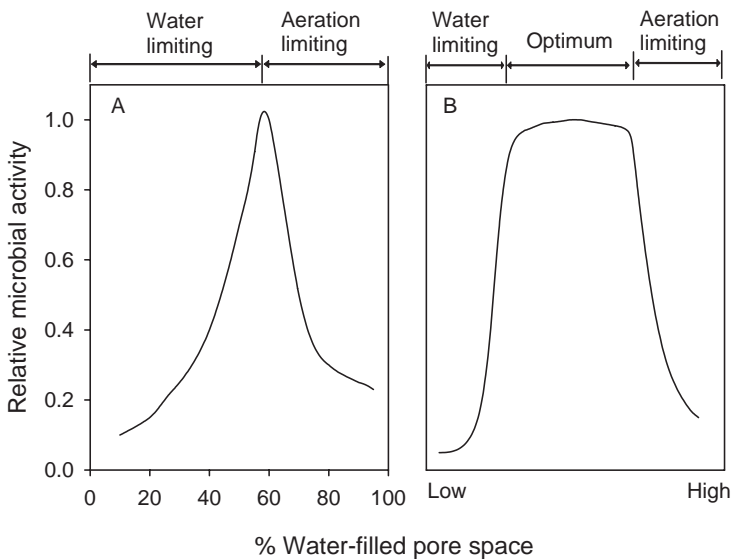 Water
limiting
Aeration
limiting
Water
limiting
Optimum
Aeration
limiting
A
B
Relative microbial activity
1.0
0.8
0.6
0.4
0.2
0.0
0 20 40 60 80 100
Low High
% Water-filled pore space